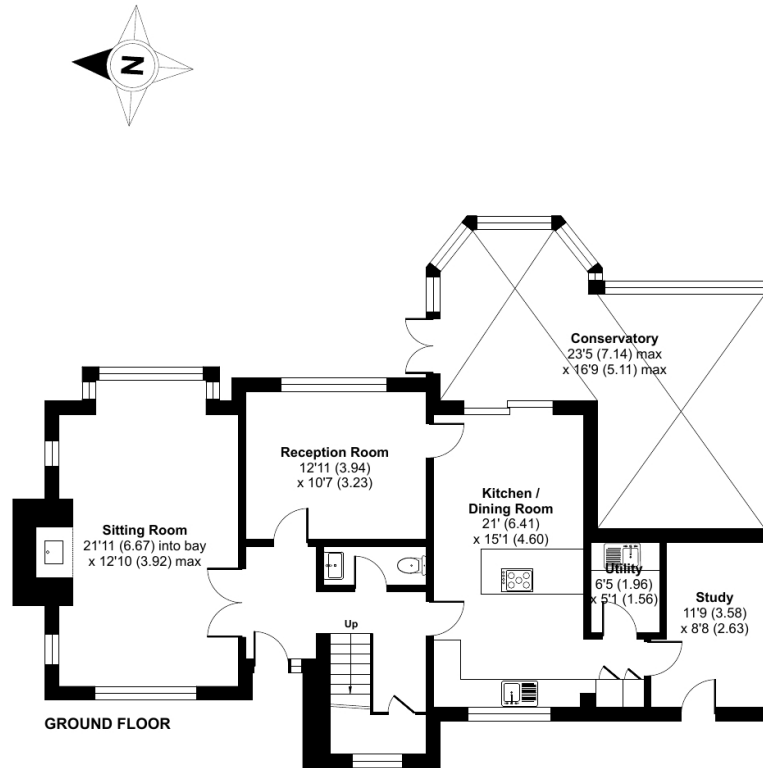 N
Conservatory
23'5 (7.14) max
x 16'9 (5.11) max
Reception Room
12'11 (3.94)
x 10'7 (3.23)
Kitchen /
Dining Room
21' (6.41)
x 15'1 (4.60)
Sitting Room
21'11 (6.67) into bay
x 12'10 (3.92) max
Utility
6'5 (1.96)
x 5'1 (1.56)
Study
11'9 (3.58)
x 8'8 (2.63)
Up
GROUND FLOOR